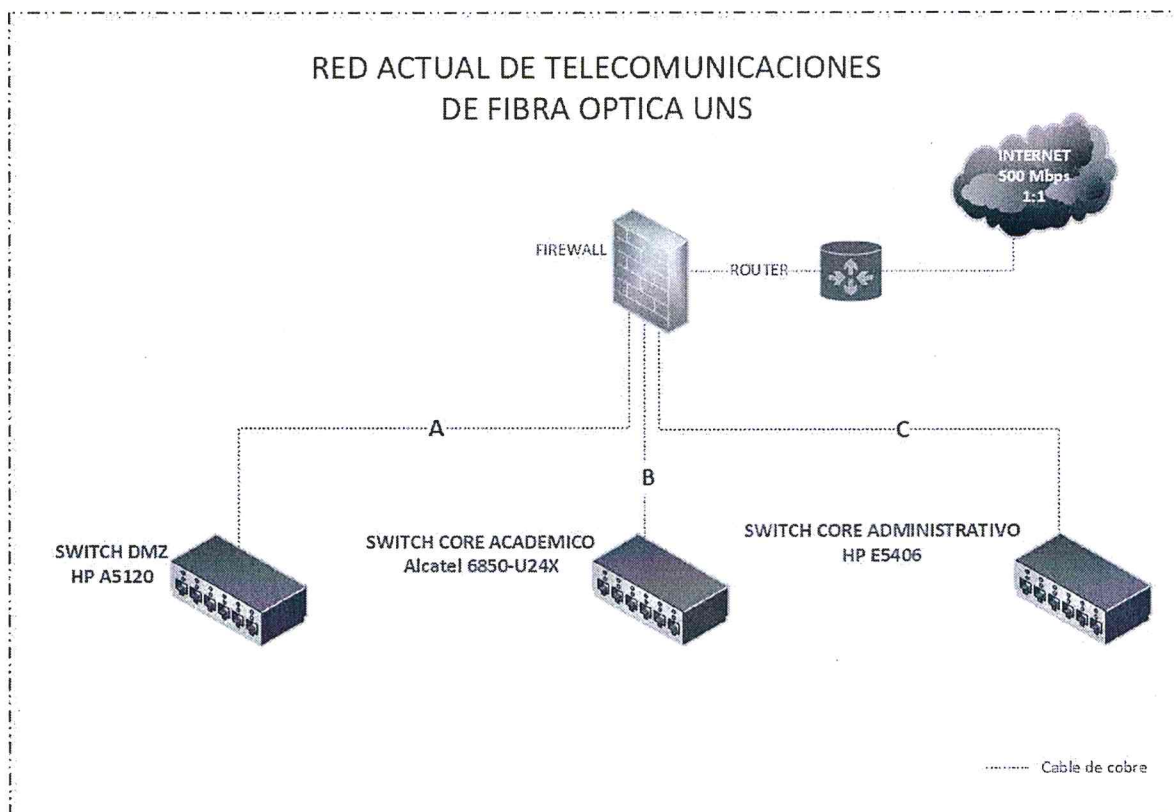 RED ACTUAL DE TELECOMUNICACIONES
DE FIBRA OPTICA UNS
INTERNET
500 Mbps
1:1
FIREWALL
ROUTER
A
B
C
SWITCH DMZ
HP A5120
SWITCH CORE ACADEMICO
Alcatel 6850-U24X
SWITCH CORE ADMINISTRATIVO
HP E5406
Cable de cobre